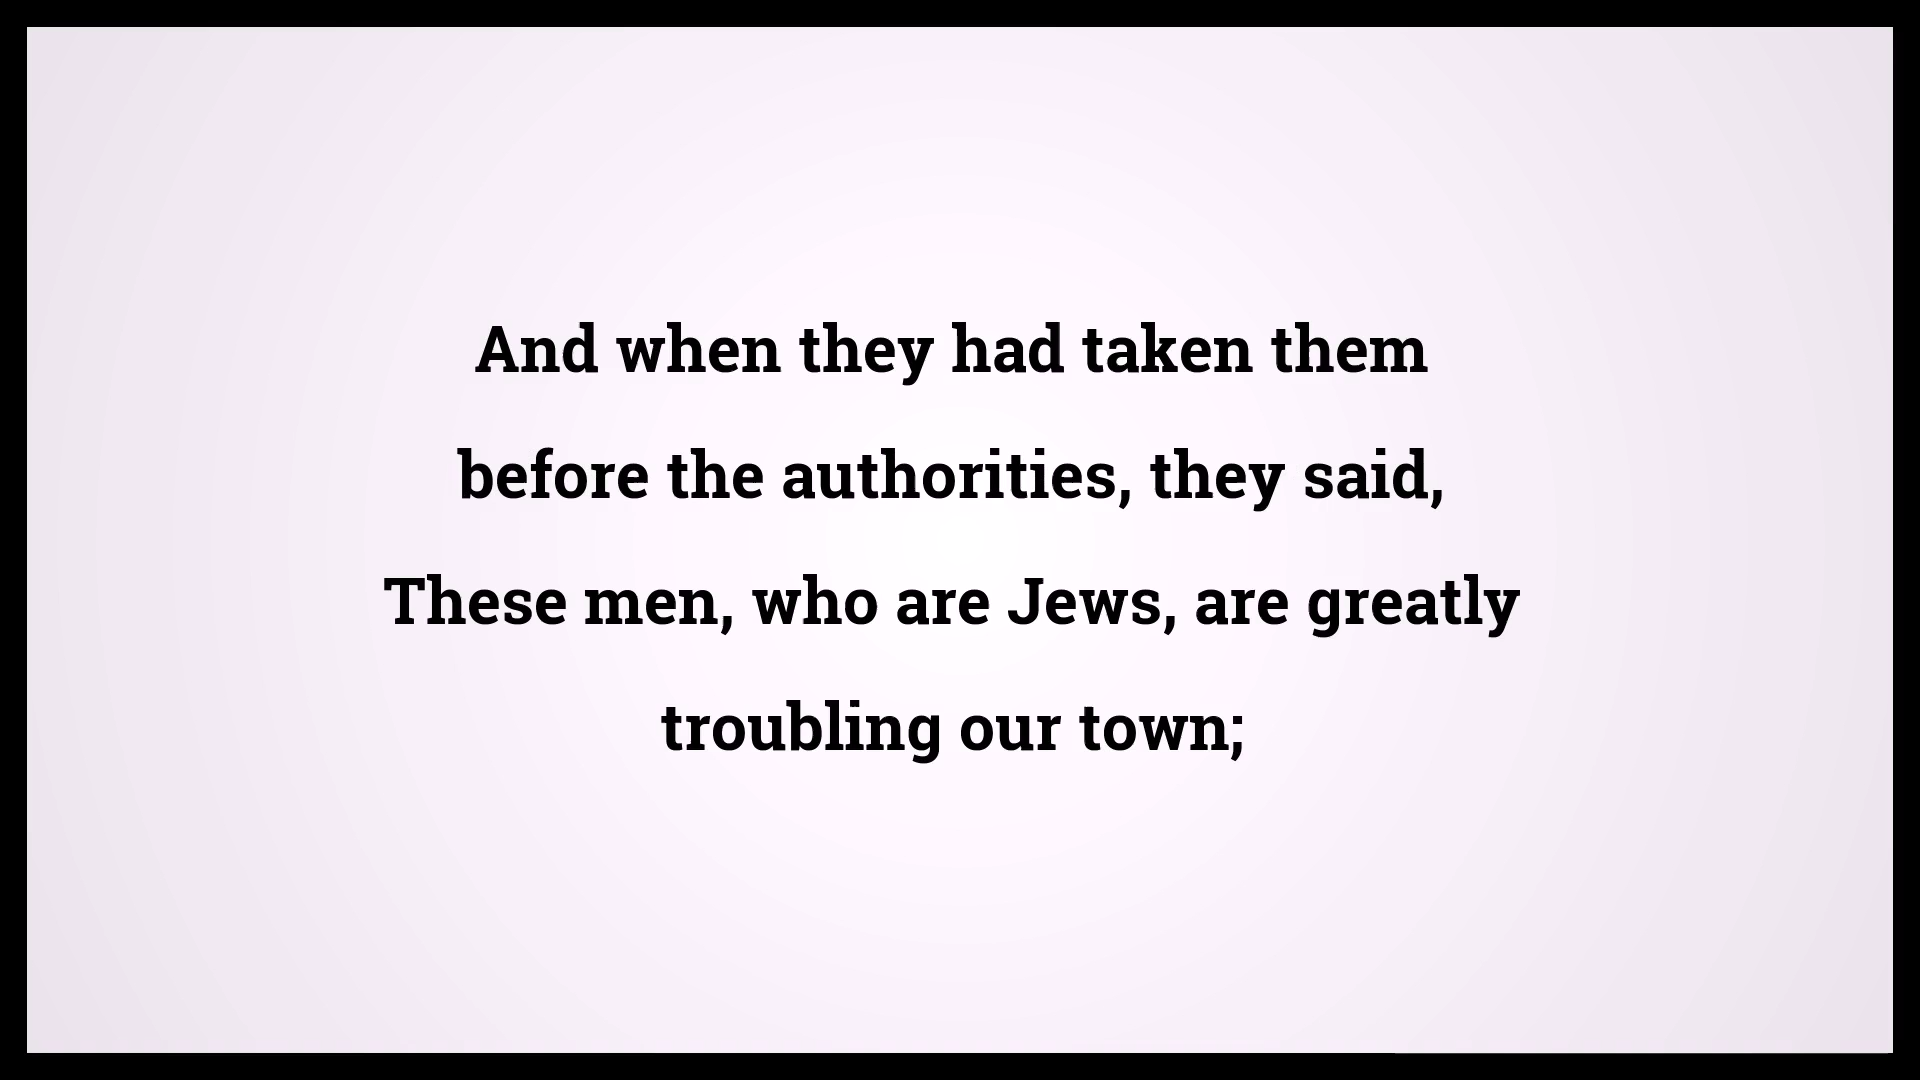 And when they had taken them
before the authorities, they said,
These men, who are Jews, are greatly
troubling our town;